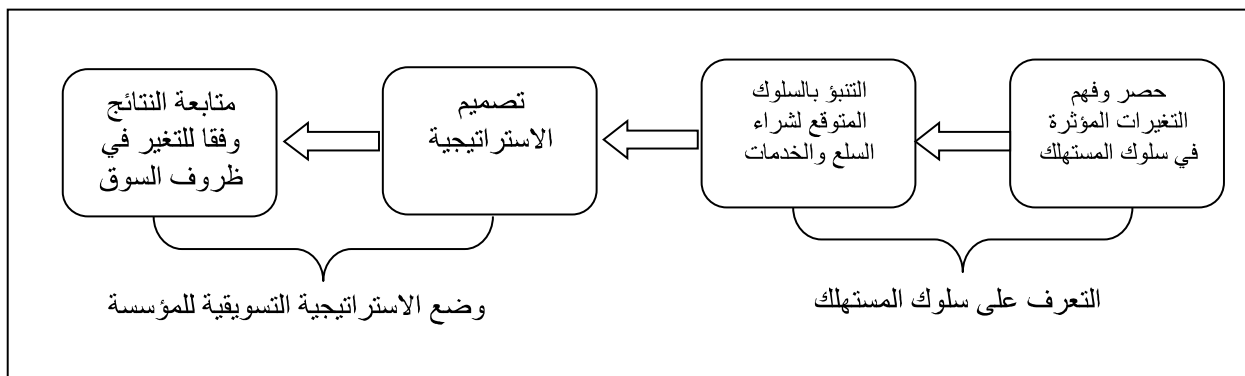 حصر وفهم
التغيرات المؤثرة
في سلوك المستهلك
التنبؤ بالسلوك
المتوقع لشراء
السلع والخدمات
تصميم
الاستراتيجية
متابعة النتائج
وفقا للتغير في
ظروف السوق
التعرف على سلوك المستهلك
وضع الاستراتيجية التسويقية للمؤسسة